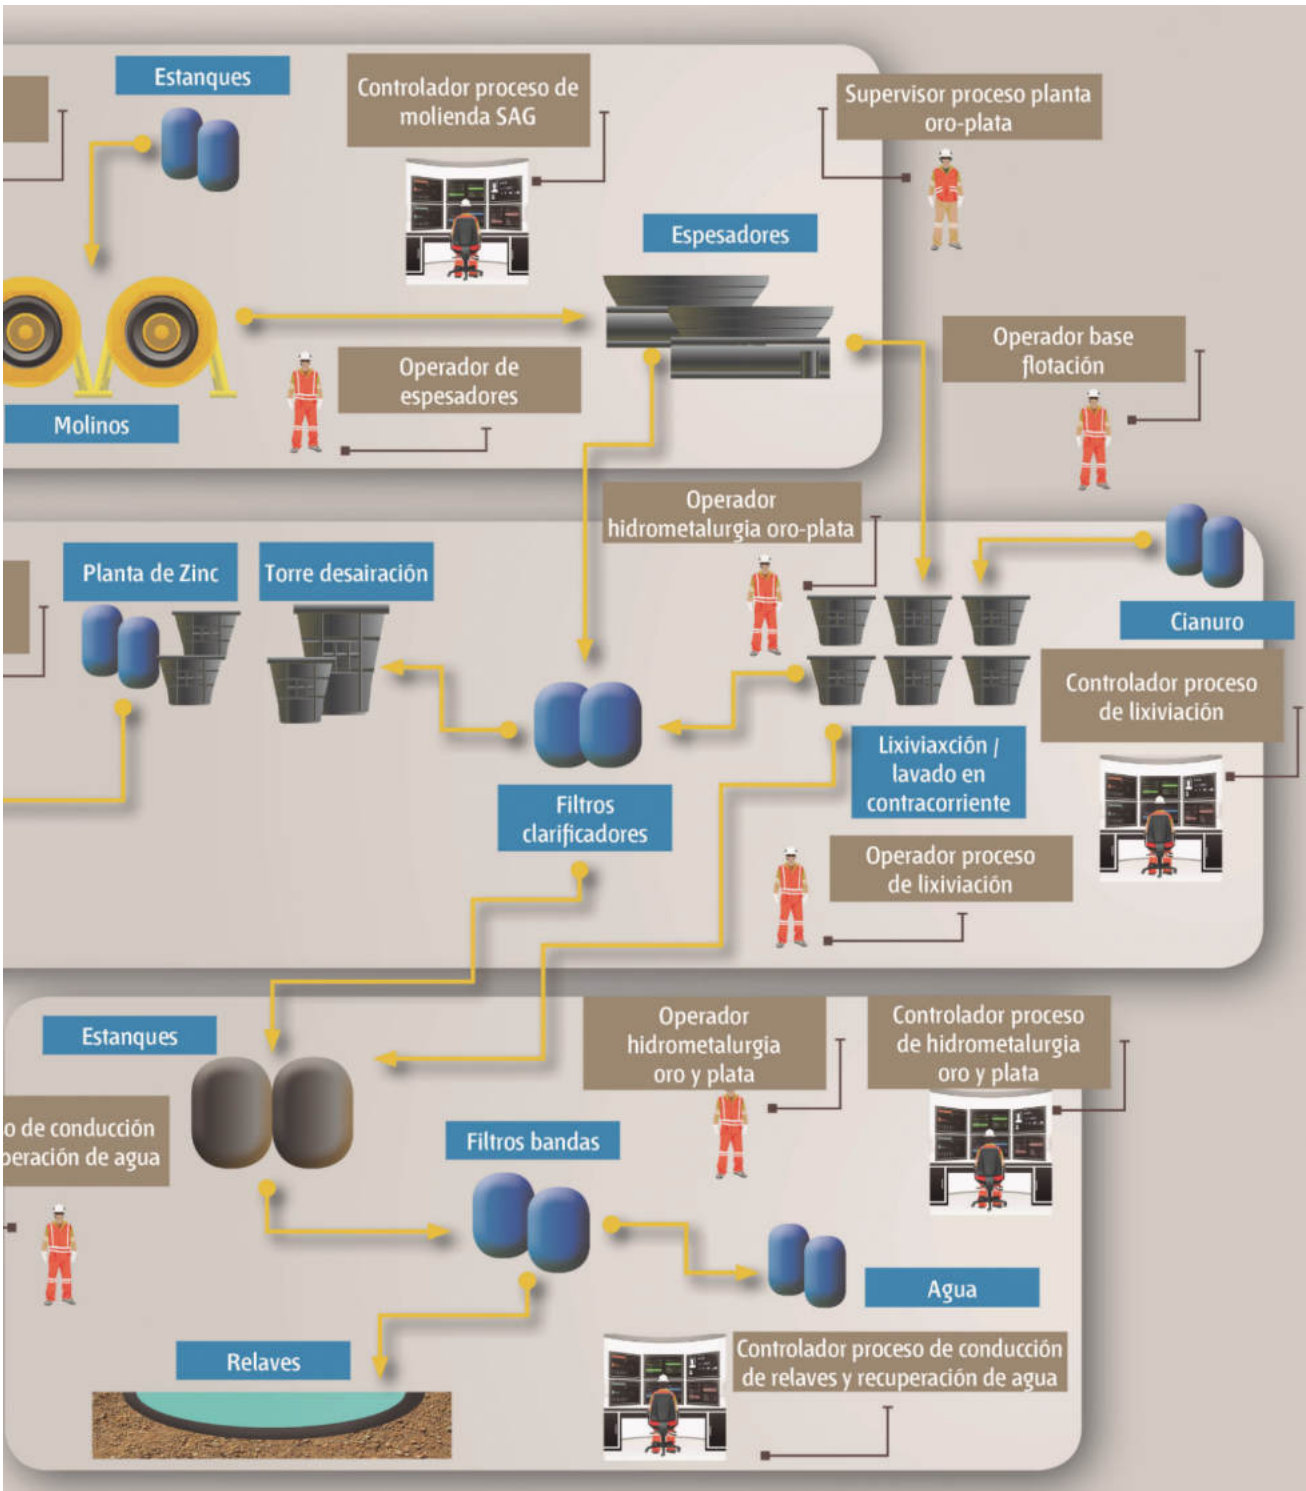 Estanques
Controlador proceso de
molienda SAG
Supervisor proceso planta
oro-plata
Espesadores
Operador base
flotación
Operador de
espesadores
Molinos
Operador
hidrometalurgia oro-plata
Planta de Zinc
Torre desairación
Cianuro
Controlador proceso
de lixiviación
Lixiviaxción /
lavado en
contracorriente
Filtros
clarificadores
Operador proceso
de lixiviación
Estanques
Operador
hidrometalurgia
oro y plata
Controlador proceso
de hidrometalurgia
oro y plata
o de conducción
peración de agua
Filtros bandas
Agua
Relaves
Controlador proceso de conducción
de relaves y recuperación de agua